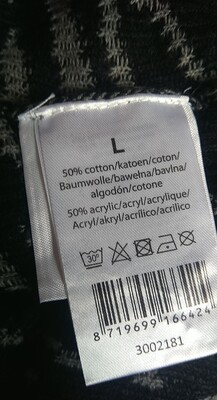 L
50% cotton/katoen/coton/
Baumwolle/bawełna/bavlna/
algodón/cotone
50% acrylic/acryl/acrylique/
Acryl/akryl/acrílico/acrilico
30°
8 719699 166424
3002181